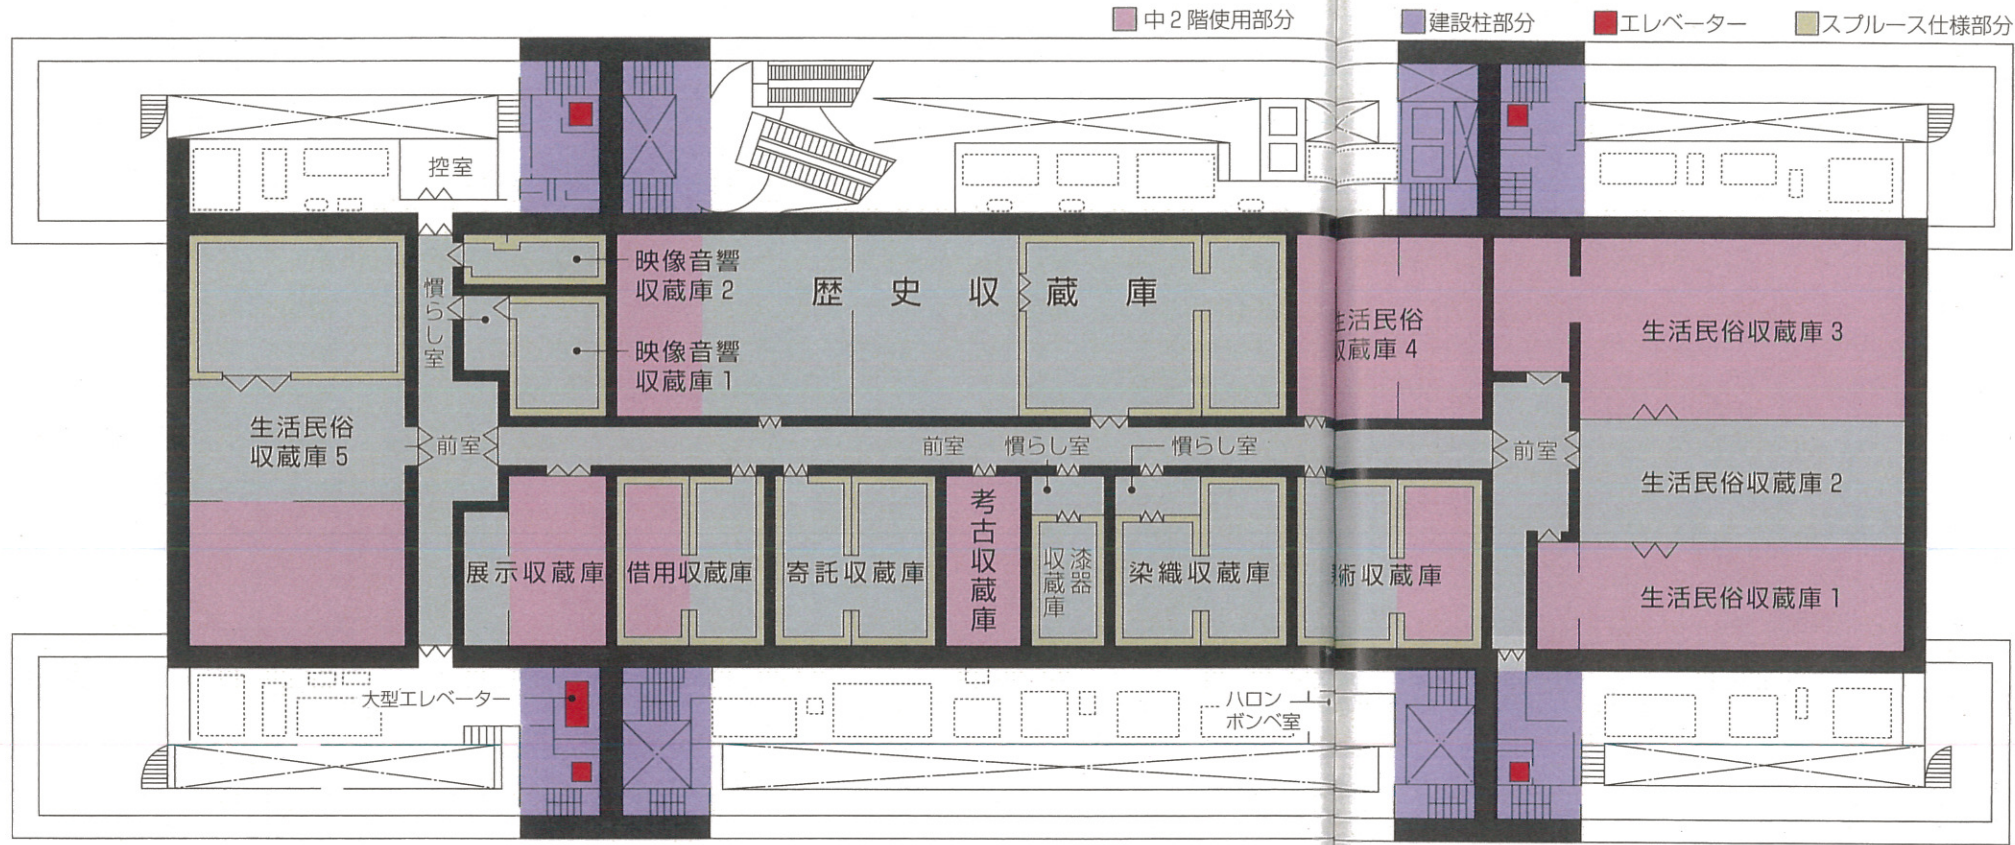 中2階使用部分
建設柱部分
エレベーター
スプルース仕様部分
控室
慣らし室
映像音響
収蔵庫2
映像音響
収蔵庫1
歴史収蔵庫
生活民俗
収蔵庫4
生活民俗収蔵庫3
生活民俗
収蔵庫5
前室
前室
慣らし室
慣らし室
前室
生活民俗収蔵庫2
展示収蔵庫
借用収蔵庫
寄託収蔵庫
考古収蔵庫
漆器
収蔵庫
染織収蔵庫
術収蔵庫
生活民俗収蔵庫1
大型エレベーター
ハロン
ボンベ室